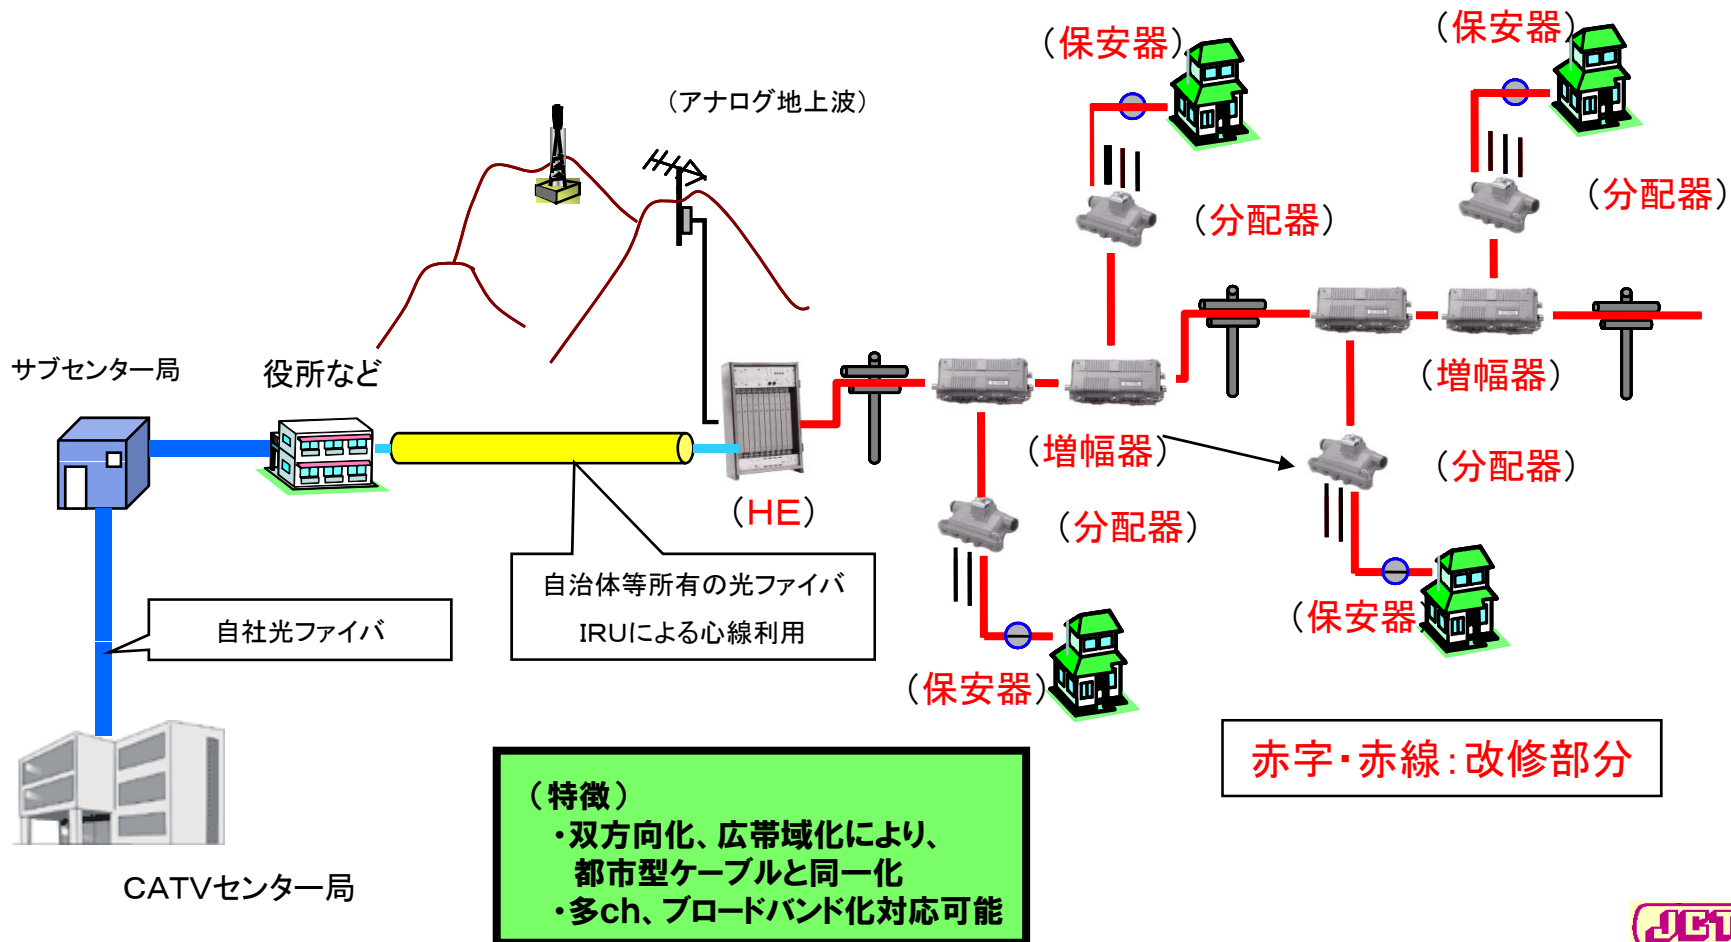 （保安器）
（保安器）
（アナログ地上波）
（分配器）
（分配器）
サブセンター局
役所など
（増幅器）
（増幅器）
（分配器）
（HE）
（分配器）
自治体等所有の光ファイバ
IRUによる心線利用
自社光ファイバ
（保安器）
（保安器）
赤字・赤線：改修部分
（特徴）
・双方向化、広帯域化により、
都市型ケーブルと同一化
・多ch、ブロードバンド化対応可能
CATVセンター局
JCT